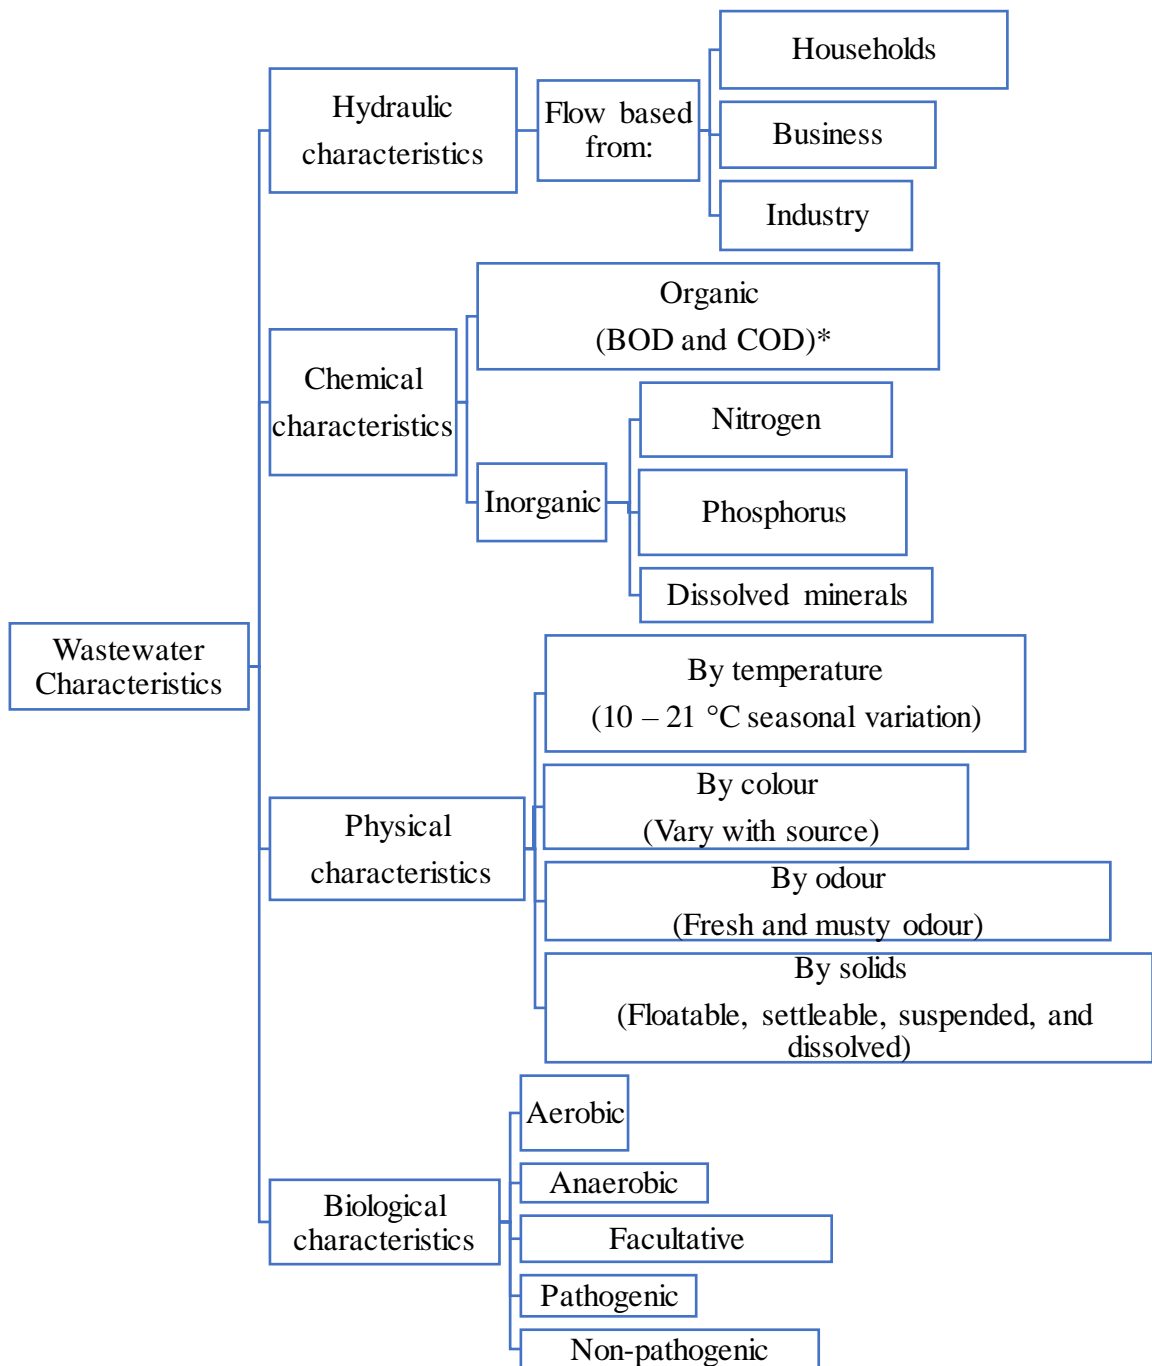 Wastewater
Characteristics
Hydraulic
characteristics
Flow based
from:
Households
Business
Industry
Chemical
characteristics
Organic
(BOD and COD)*
Inorganic
Nitrogen
Phosphorus
Dissolved minerals
Physical
characteristics
By temperature
(10 – 21 °C seasonal variation)
By colour
(Vary with source)
By odour
(Fresh and musty odour)
By solids
(Floatable, settleable, suspended, and
dissolved)
Biological
characteristics
Aerobic
Anaerobic
Facultative
Pathogenic
Non-pathogenic